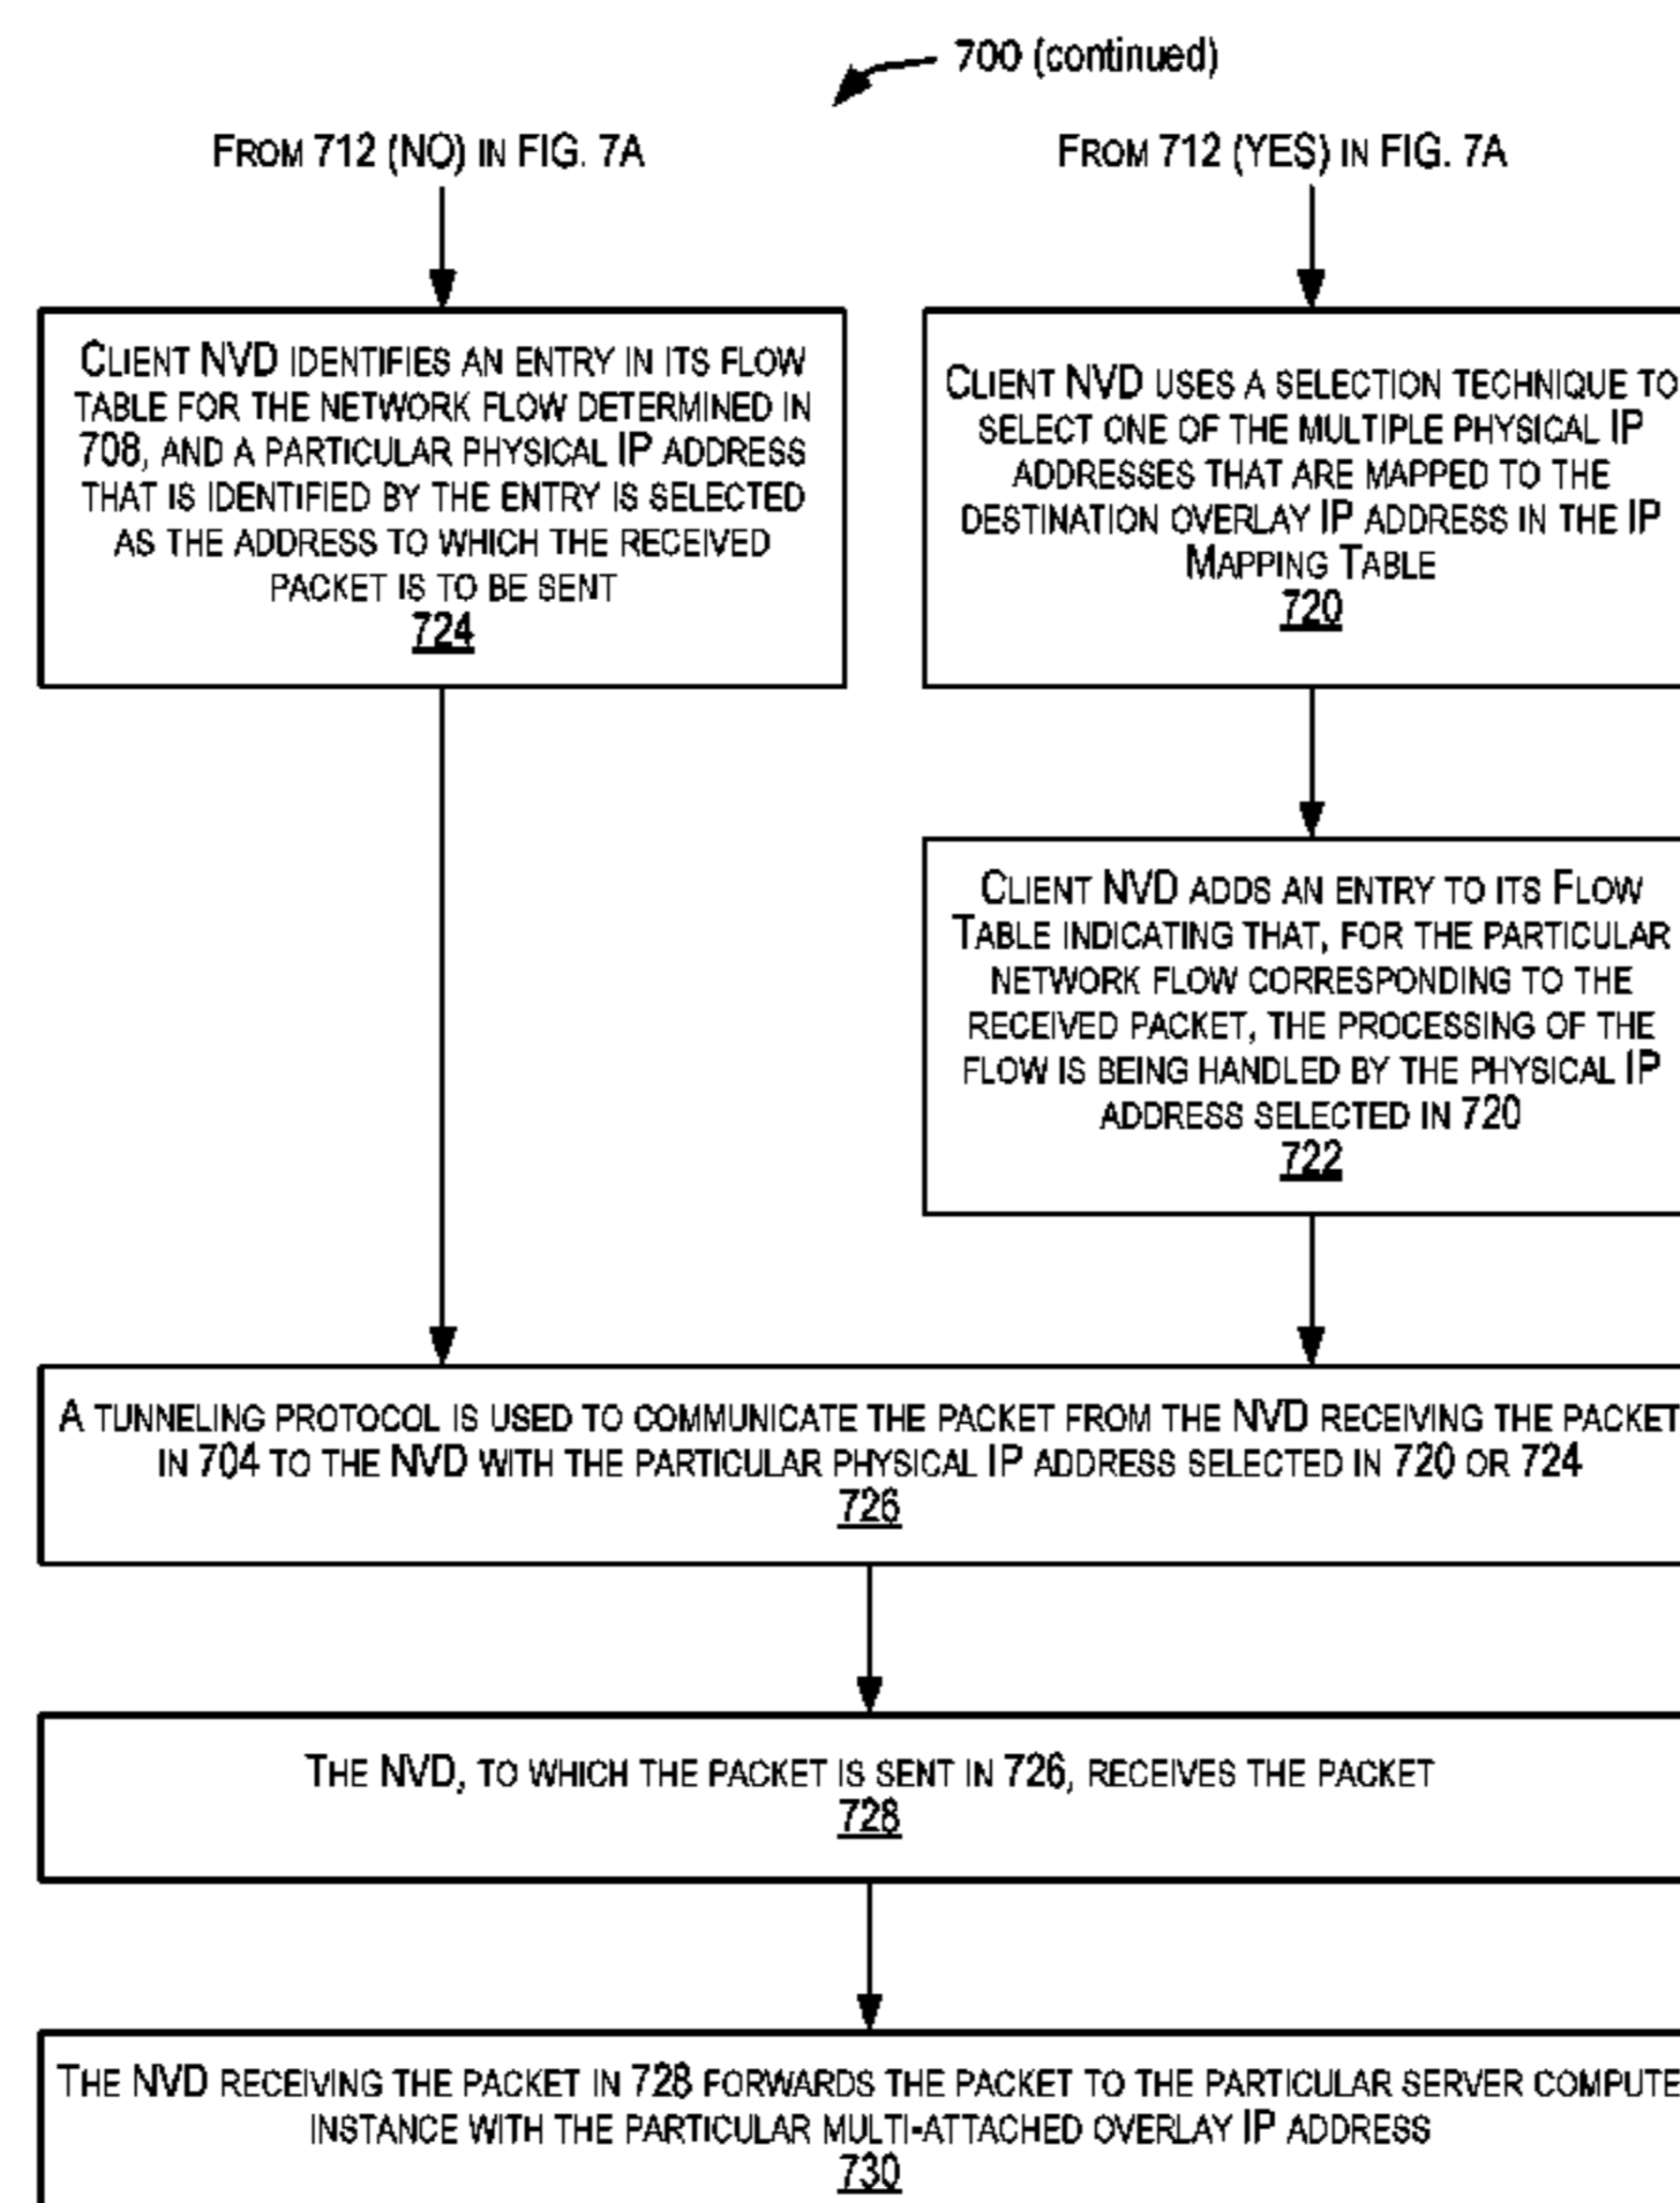 700 (continued)
FROM 712 (NO) IN FIG. 7A
FROM 712 (YES) IN FIG. 7A
CLIENT NVD IDENTIFIES AN ENTRY IN ITS FLOW
TABLE FOR THE NETWORK FLOW DETERMINED IN
708, AND A PARTICULAR PHYSICAL IP ADDRESS
THAT IS IDENTIFIED BY THE ENTRY IS SELECTED
AS THE ADDRESS TO WHICH THE RECEIVED
PACKET IS TO BE SENT
724
CLIENT NVD USES A SELECTION TECHNIQUE TO
SELECT ONE OF THE MULTIPLE PHYSICAL IP
ADDRESSES THAT ARE MAPPED TO THE
DESTINATION OVERLAY IP ADDRESS IN THE IP
MAPPING TABLE
720
CLIENT NVD ADDS AN ENTRY TO ITS FLOW
TABLE INDICATING THAT, FOR THE PARTICULAR
NETWORK FLOW CORRESPONDING TO THE
RECEIVED PACKET, THE PROCESSING OF THE
FLOW IS BEING HANDLED BY THE PHYSICAL IP
ADDRESS SELECTED IN 720
722
A TUNNELING PROTOCOL IS USED TO COMMUNICATE THE PACKET FROM THE NVD RECEIVING THE PACKET
IN 704 TO THE NVD WITH THE PARTICULAR PHYSICAL IP ADDRESS SELECTED IN 720 OR 724
726
THE NVD, TO WHICH THE PACKET IS SENT IN 726, RECEIVES THE PACKET
728
THE NVD RECEIVING THE PACKET IN 728 FORWARDS THE PACKET TO THE PARTICULAR SERVER COMPUTE
INSTANCE WITH THE PARTICULAR MULTI-ATTACHED OVERLAY IP ADDRESS
730